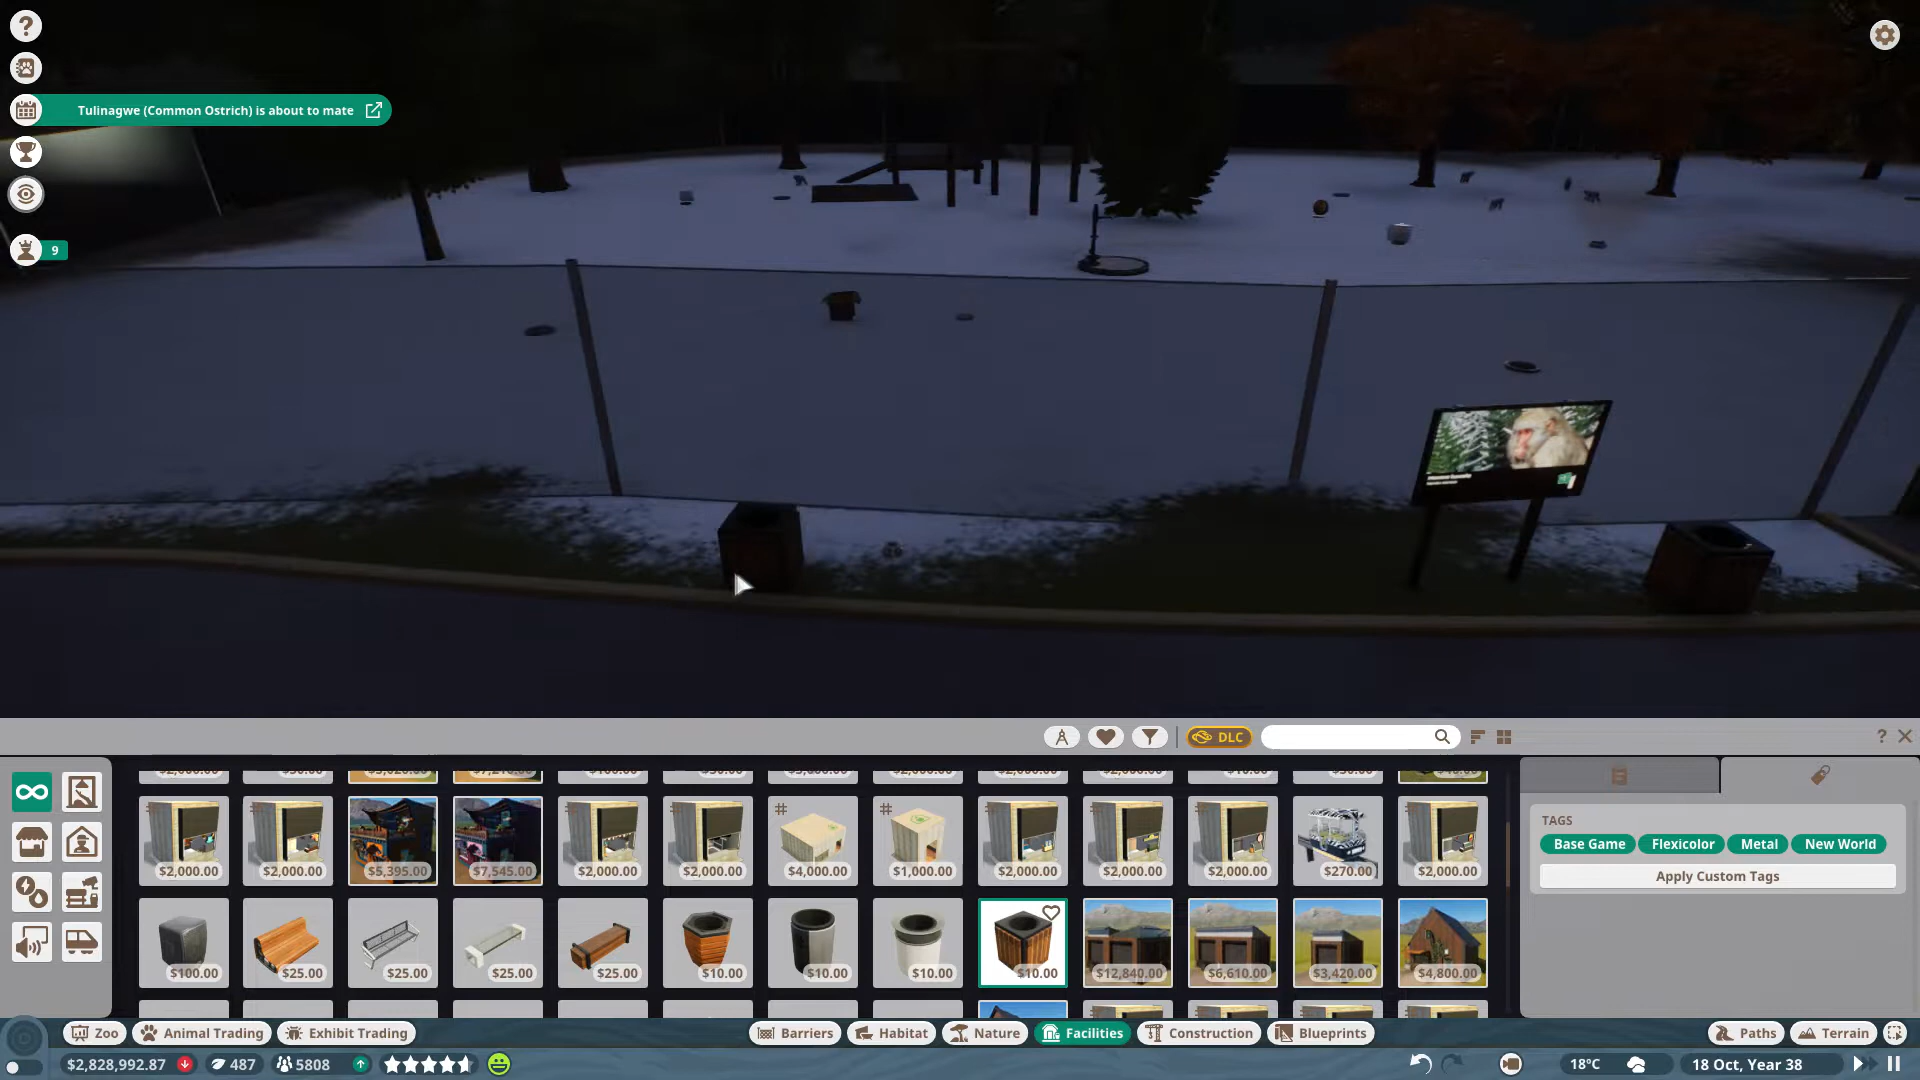 Tulinagwe (Common Ostrich) is about to mate
9
DLC
TAGS
Base Game Flexicolor Metal New World
Apply Custom Tags
$2,000.00 $2,000.00 $5,395.00 $7,545.00 $2,000.00 $2,000.00 $4,000.00 $1,000.00 $2,000.00 $2,000.00 $2,000.00 $270.00 $2,000.00
$100.00 $25.00 $25.00 $25.00 $25.00 $10.00 $10.00 $10.00 $10.00 $12,840.00 $6,610.00 $3,420.00 $4,800.00
Zoo Animal Trading Exhibit Trading Barriers Habitat Nature Facilities Construction Blueprints Paths Terrain
$2,828,992.87 487 5808 18°C 18 Oct, Year 38